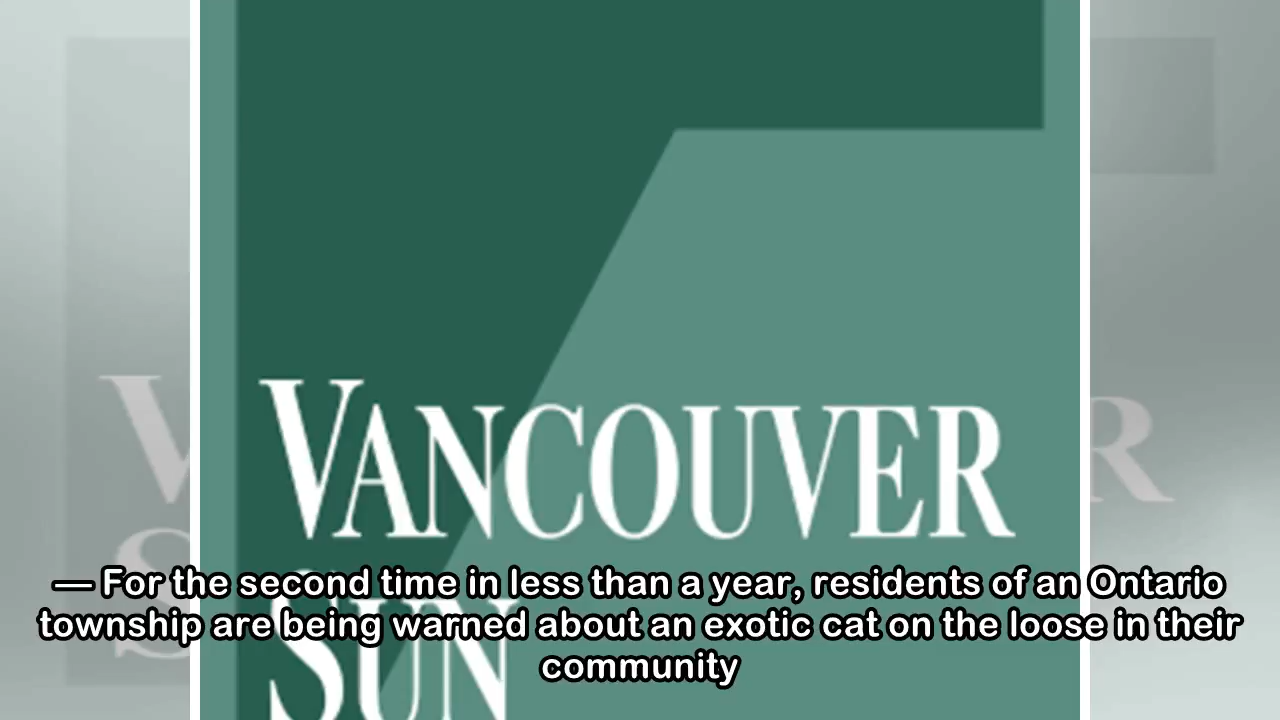 VANCOUVER
SUN
— For the second time in less than a year, residents of an Ontario
township are being warned about an exotic cat on the loose in their
community